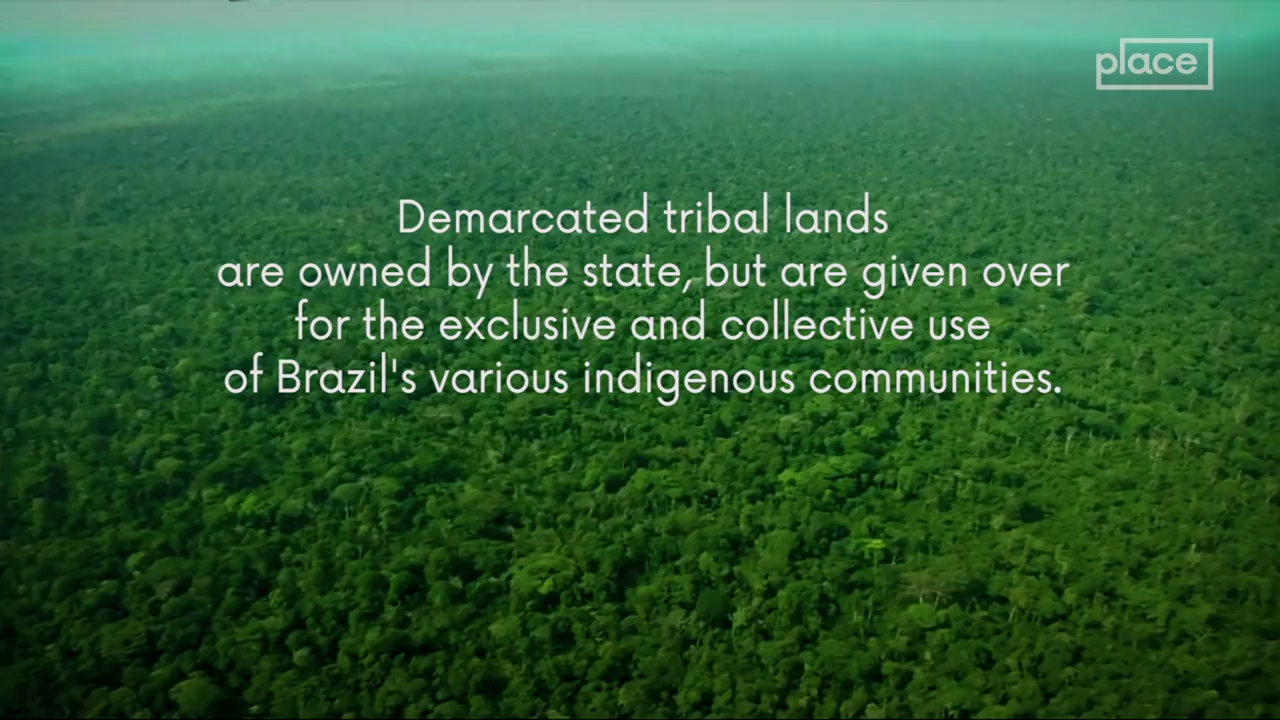 place
Demarcated tribal lands
are owned by the state, but are given over
for the exclusive and collective use
of Brazil's various indigenous communities.